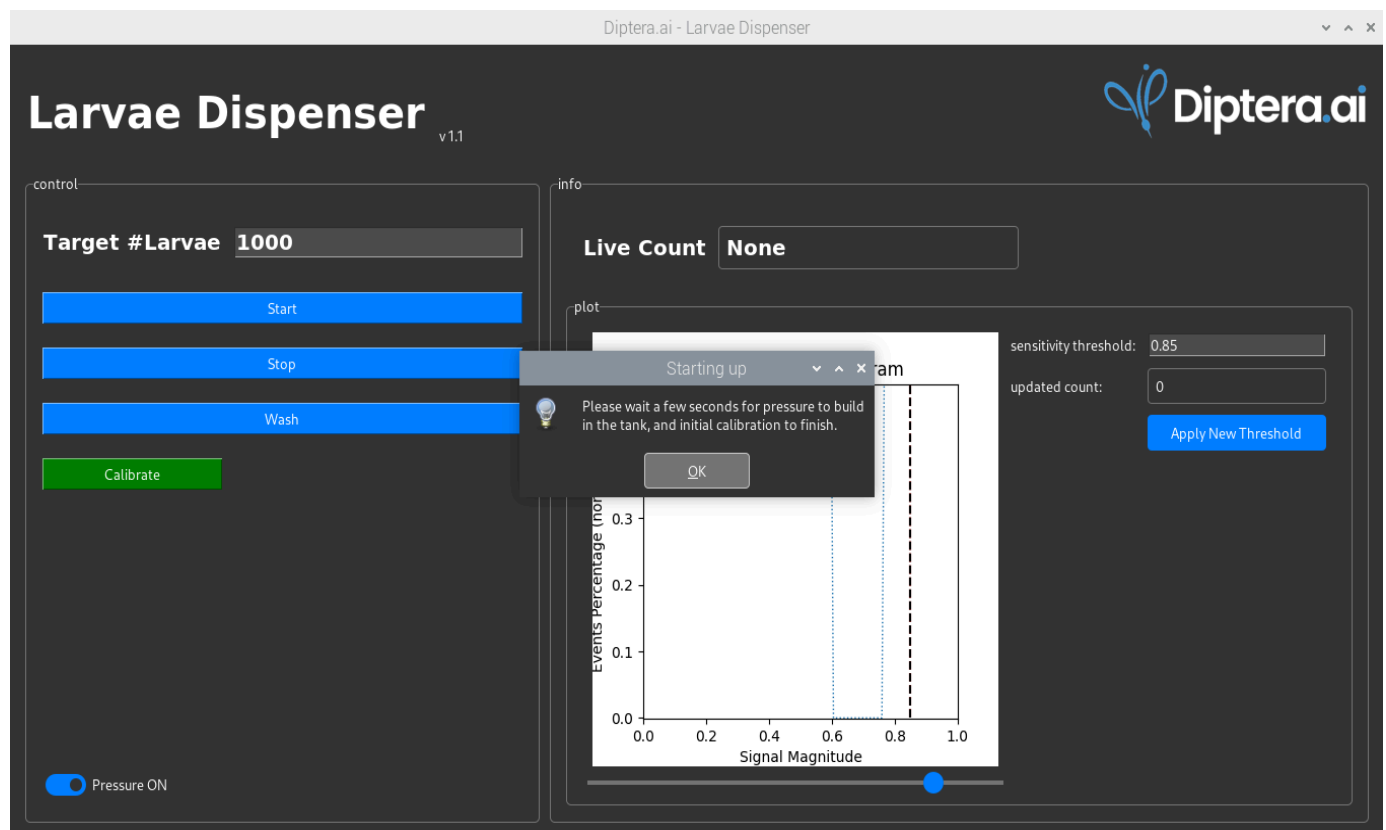 Diptera.ai - Larvae Dispenser
Larvae Dispenser v 1.1
Diptera.ai
control
Target #Larvae 1000
Start
Stop
Wash
Calibrate
Pressure ON
info
Live Count None
plot
sensitivity threshold: 0.85
updated count: 0
Apply New Threshold
Starting up
Please wait a few seconds for pressure to build
in the tank, and initial calibration to finish.
OK
Events Percentage
0.3
0.2
0.1
0.0
0.0 0.2 0.4 0.6 0.8 1.0
Signal Magnitude